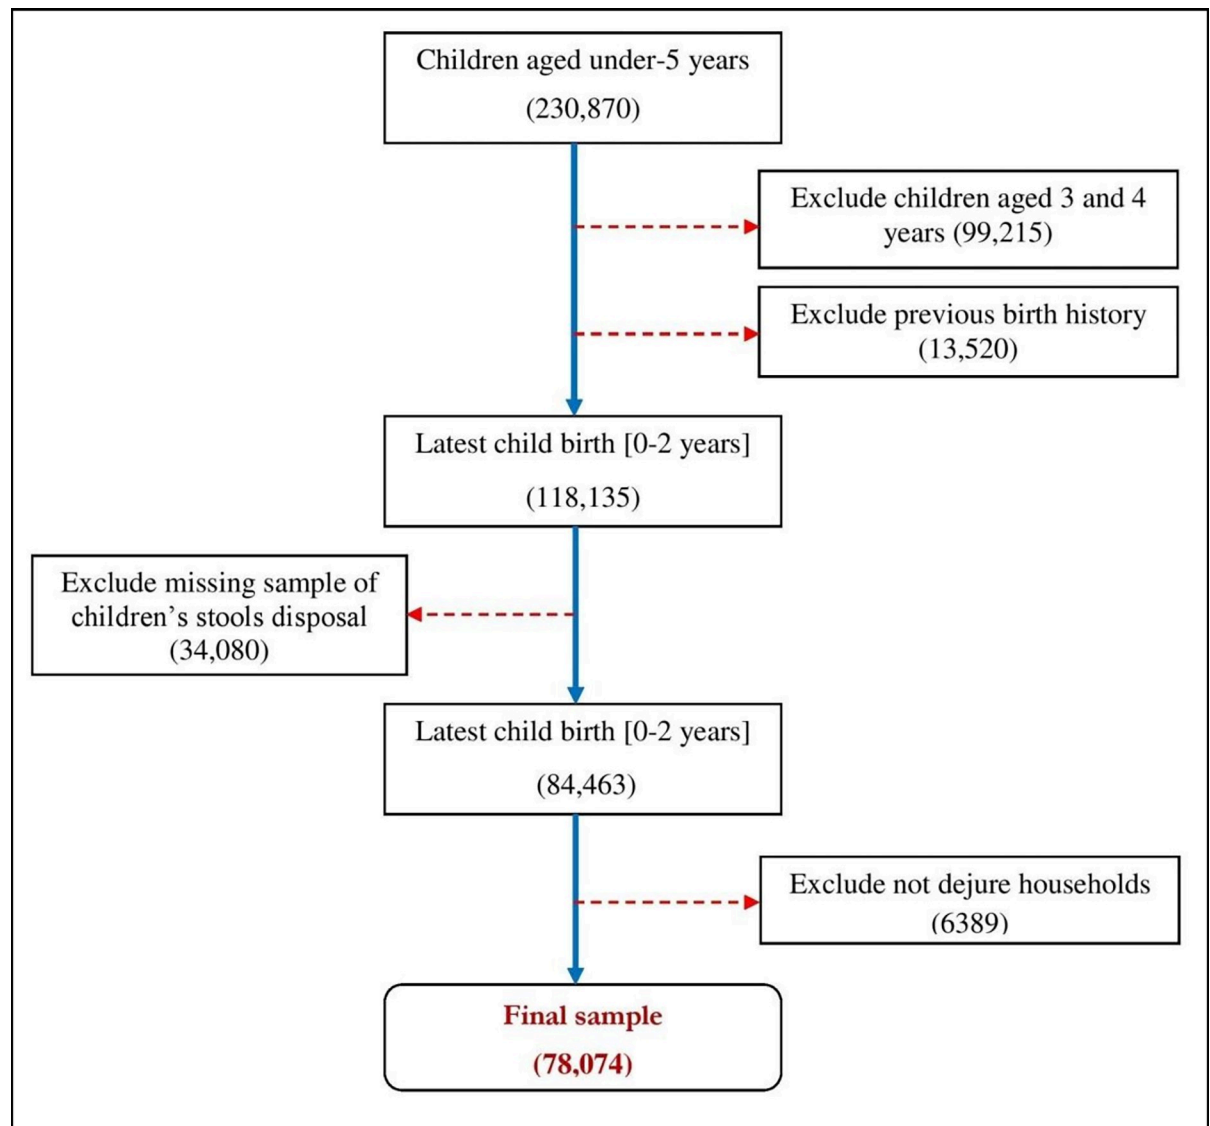 Children aged under-5 years
(230,870)
Exclude children aged 3 and 4
years (99,215)
Exclude previous birth history
(13,520)
Latest child birth [0-2 years]
(118,135)
Exclude missing sample of
children’s stools disposal
(34,080)
Latest child birth [0-2 years]
(84,463)
Exclude not dejure households
(6389)
Final sample
(78,074)